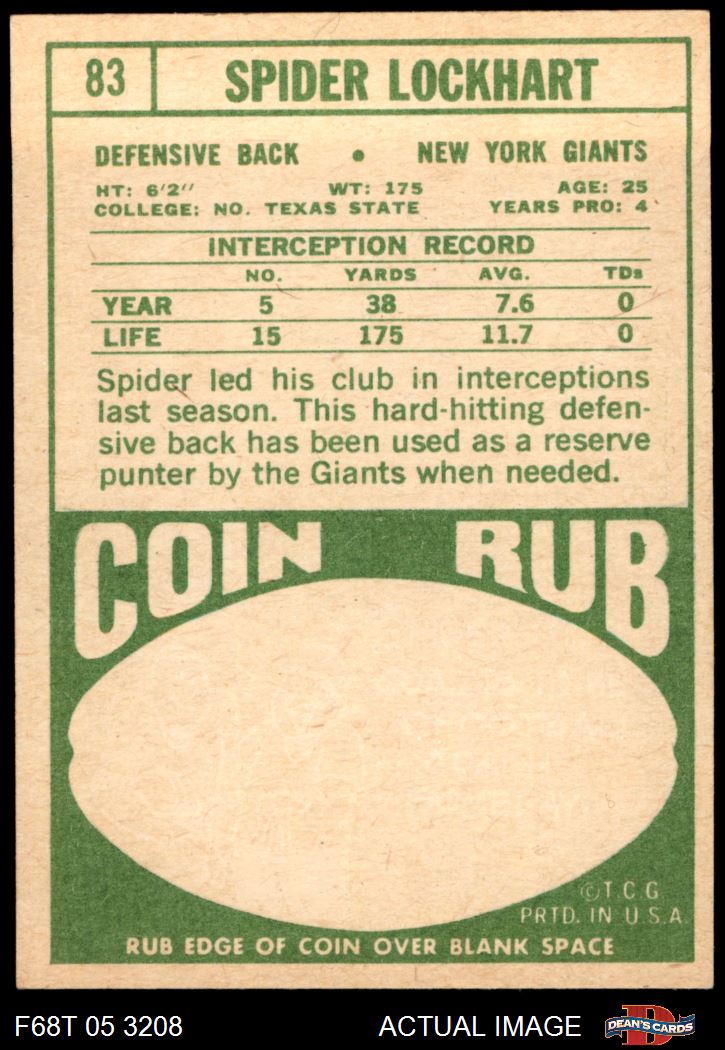 83 SPIDER LOCKHART
DEFENSIVE BACK • NEW YORK GIANTS
HT: 6'2" WT: 175 AGE: 25
COLLEGE: NO. TEXAS STATE YEARS PRO: 4
INTERCEPTION RECORD
NO. YARDS AVG. TDs
YEAR 5 38 7.6 0
LIFE 15 175 11.7 0
Spider led his club in interceptions
last season. This hard-hitting defen-
sive back has been used as a reserve
punter by the Giants when needed.
COIN RUB
©T.C.G
PRTD. IN U.S.A.
RUB EDGE OF COIN OVER BLANK SPACE
F68T 05 3208 ACTUAL IMAGE D DEAN'S CARDS